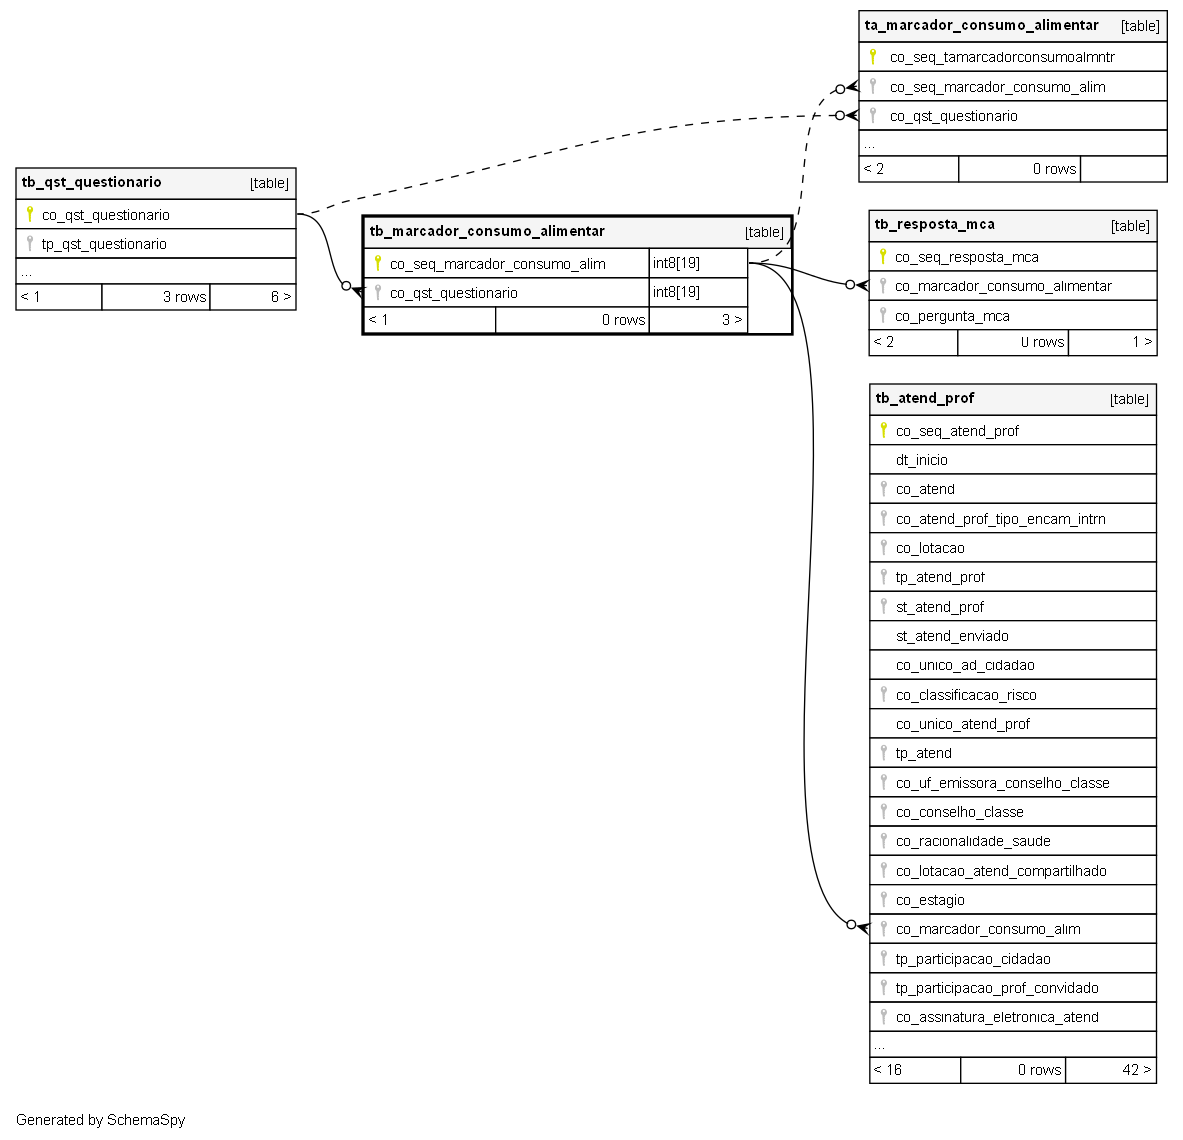 ta_marcador_consumo_alimentar [table]
co_seq_tamarcadorconsumoalmntr
co_seq_marcador_consumo_alim
co_qst_questionario
...
< 2 0 rows
tb_qst_questionario [table]
co_qst_questionario
tp_qst_questionario
...
< 1 3 rows 6 >
tb_marcador_consumo_alimentar [table]
co_seq_marcador_consumo_alim int8[19]
co_qst_questionario int8[19]
< 1 0 rows 3 >
tb_resposta_mca [table]
co_seq_resposta_mca
co_marcador_consumo_alimentar
co_pergunta_mca
< 2 0 rows 1 >
tb_atend_prof [table]
co_seq_atend_prof
dt_inicio
co_atend
co_atend_prof_tipo_encam_intrn
co_lotacao
tp_atend_prof
st_atend_prof
st_atend_enviado
co_unico_ad_cidadao
co_classificacao_risco
co_unico_atend_prof
tp_atend
co_uf_emissora_conselho_classe
co_conselho_classe
co_racionalidade_saude
co_lotacao_atend_compartilhado
co_estagio
co_marcador_consumo_alim
tp_participacao_cidadao
tp_participacao_prof_convidado
co_assinatura_eletronica_atend
...
< 16 0 rows 42 >
Generated by SchemaSpy